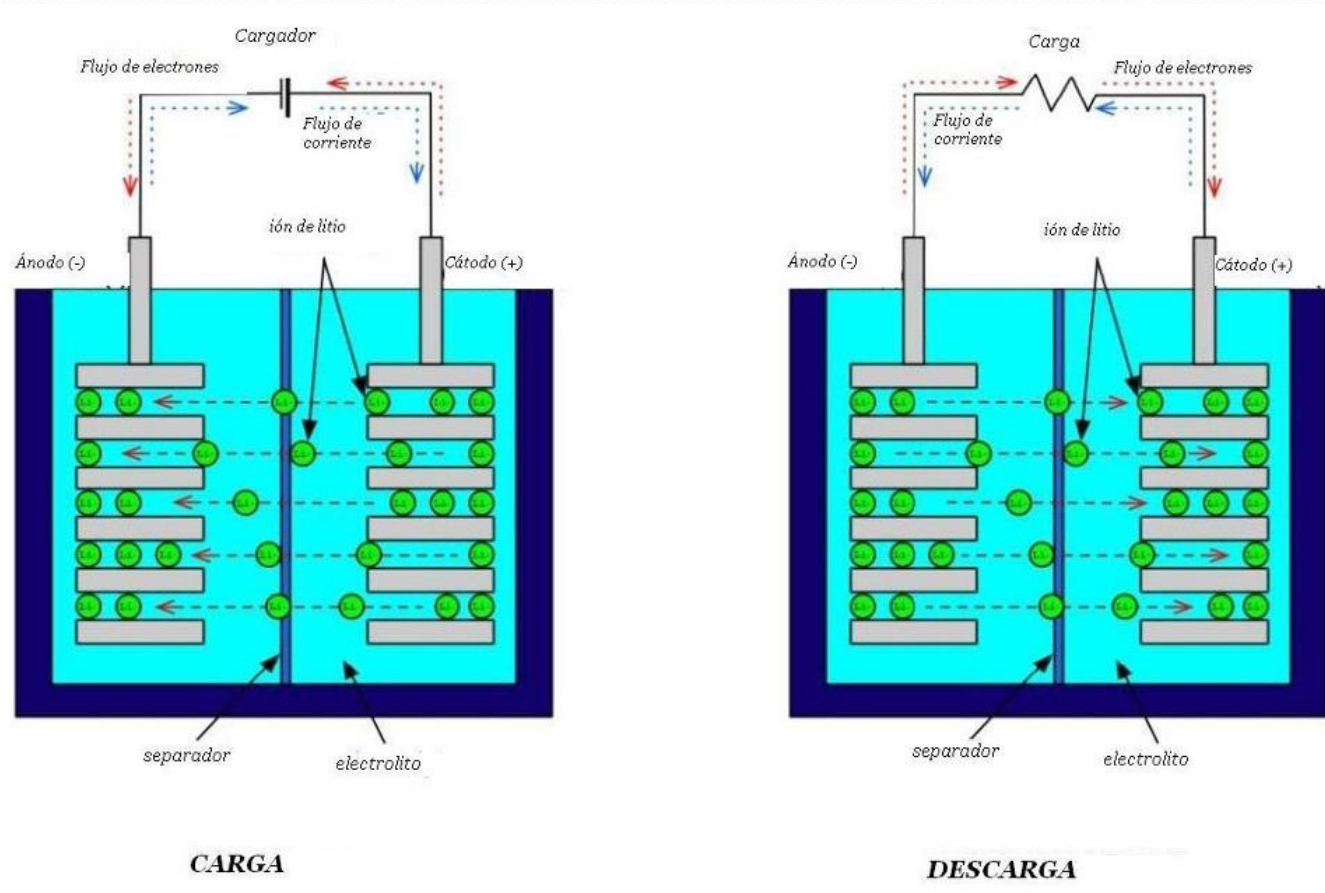 Cargador
Flujo de electrones
Flujo de
corriente
ión de litio
Ánodo (-)
Cátodo (+)
separador
electrolito
CARGA
Carga
Flujo de electrones
Flujo de
corriente
ión de litio
Ánodo (-)
Cátodo (+)
separador
electrolito
DESCARGA